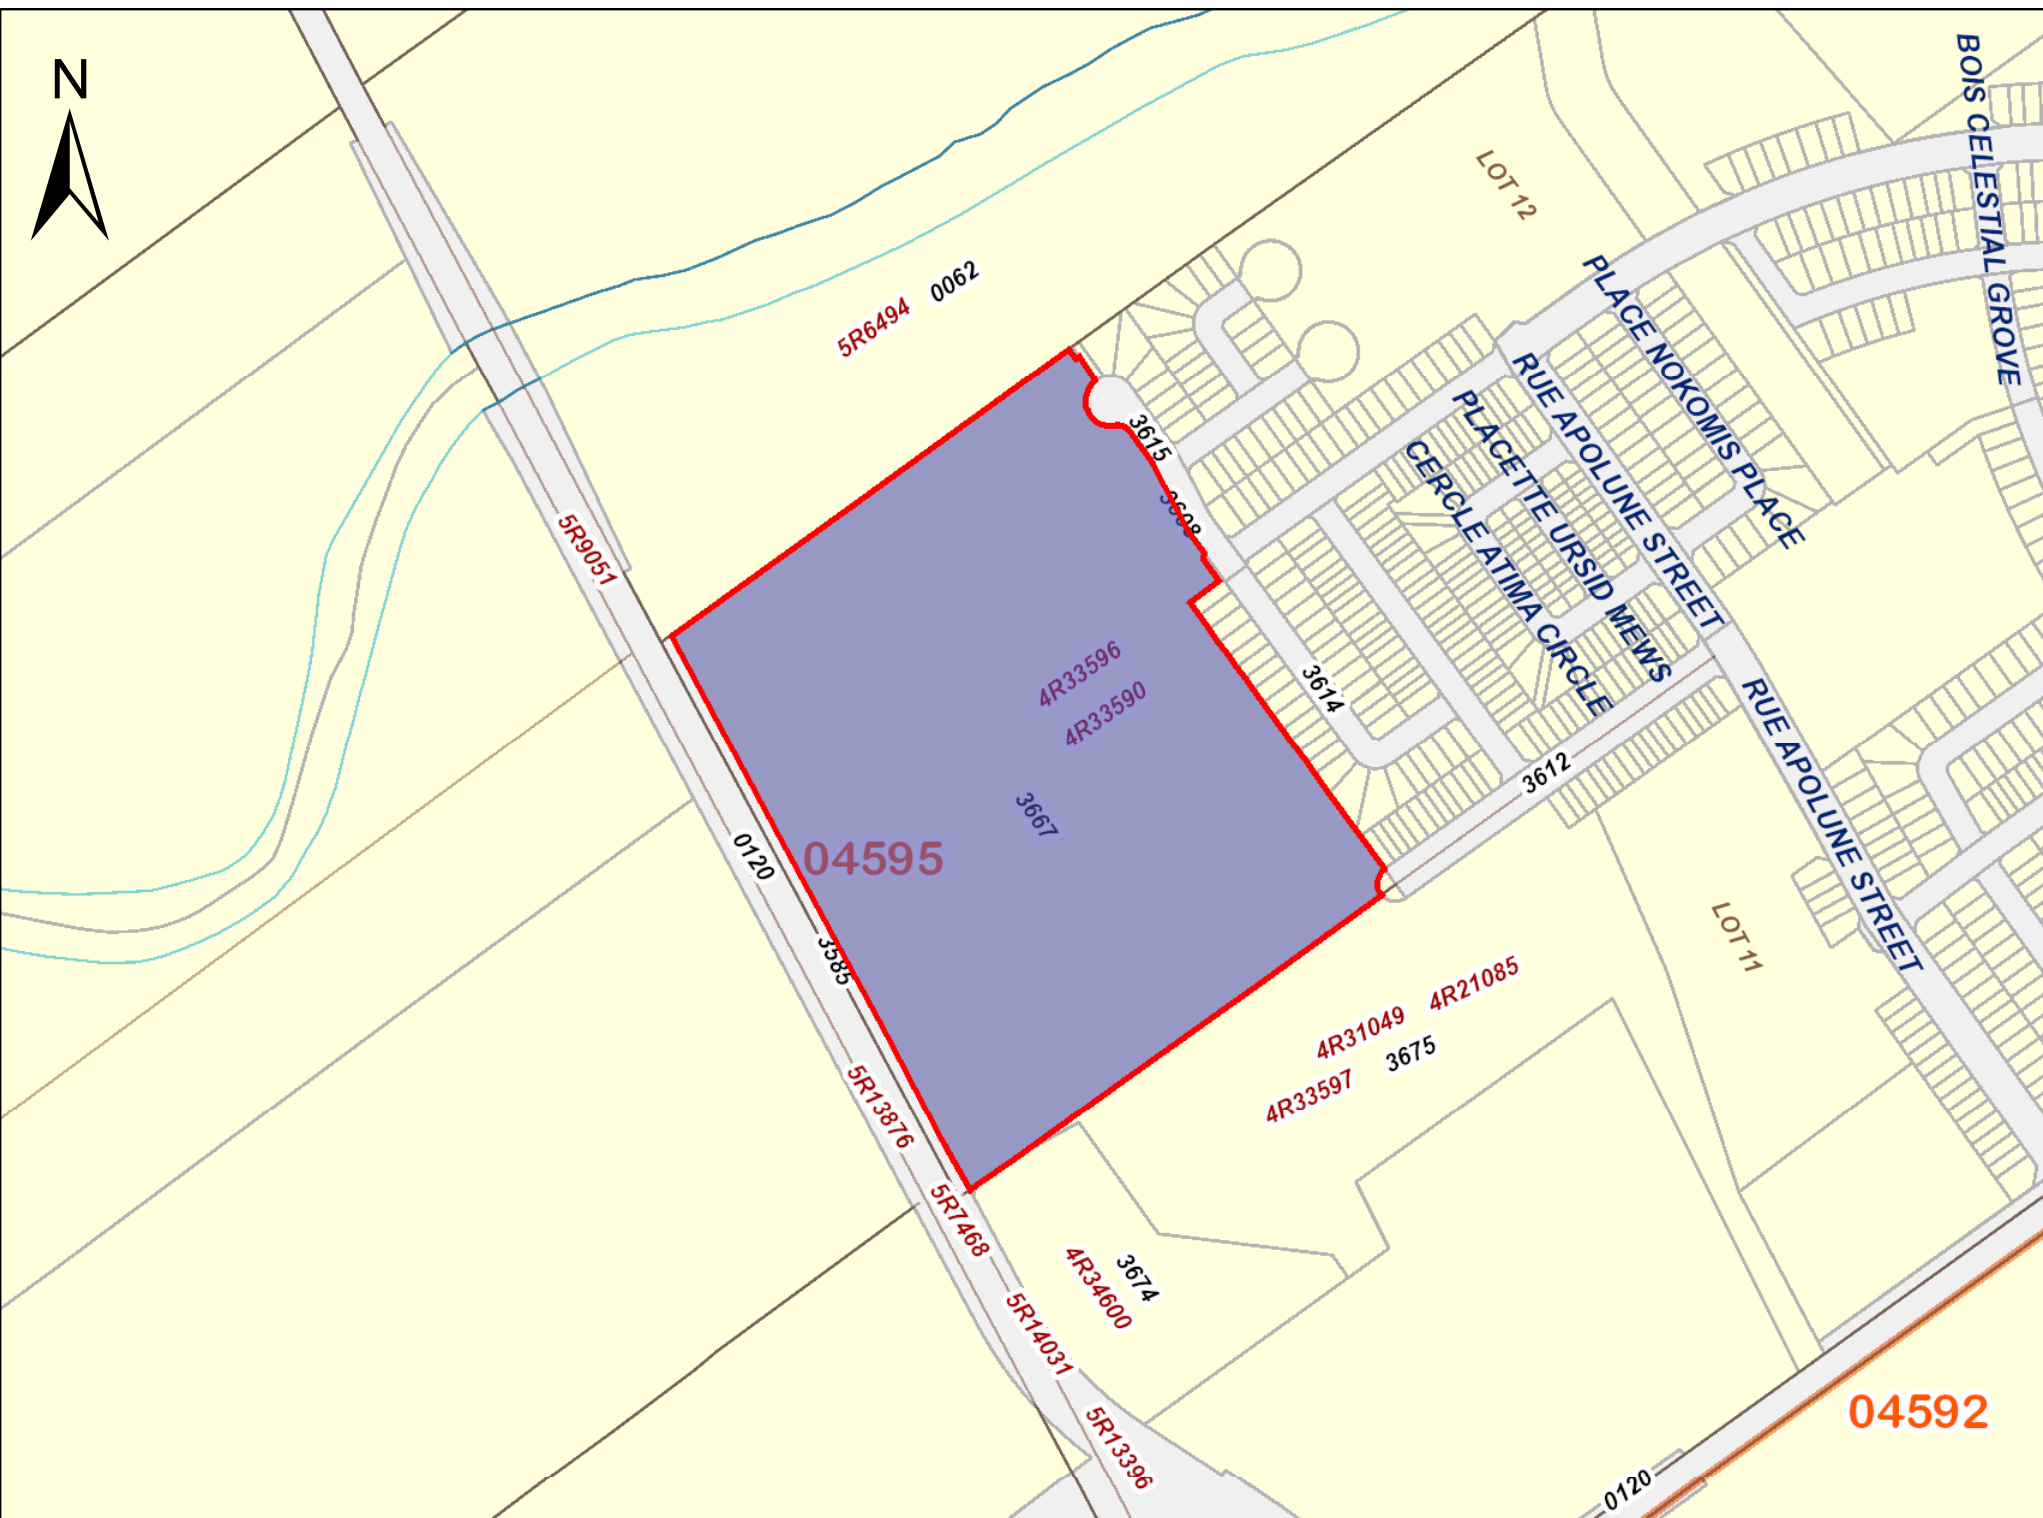 N
BOIS CELESTIAL GROVE
LOT 12
5R6494
0062
PLACE NOKOMIS PLACE
RUE APOLUNE STREET
PLACETTE URSID MEWS
CERCLE ATIMA CIRCLE
3615
3608
5R9051
4R33596
4R33590
3614
3667
04595
0120
3612
RUE APOLUNE STREET
3585
LOT 11
4R21085
4R31049
3675
4R33597
5R13876
5R7468
4R34600
3674
5R14031
5R13396
04592
0120